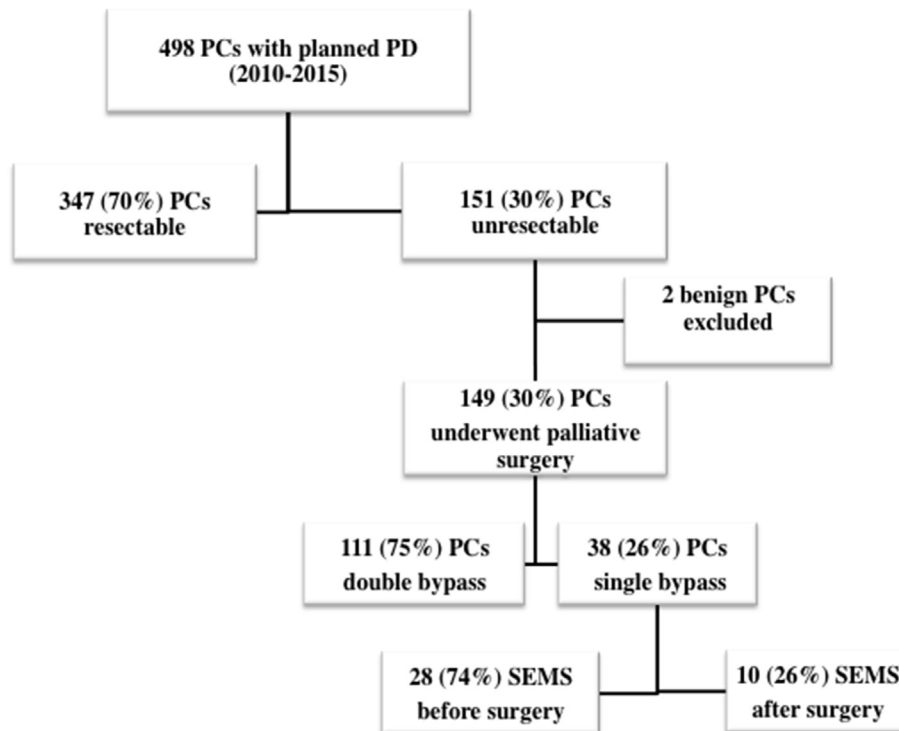 498 PCs with planned PD
(2010-2015)
347 (70%) PCs
resectable
151 (30%) PCs
unresectable
2 benign PCs
excluded
149 (30%) PCs
underwent palliative
surgery
111 (75%) PCs
double bypass
38 (26%) PCs
single bypass
28 (74%) SEMS
before surgery
10 (26%) SEMS
after surgery